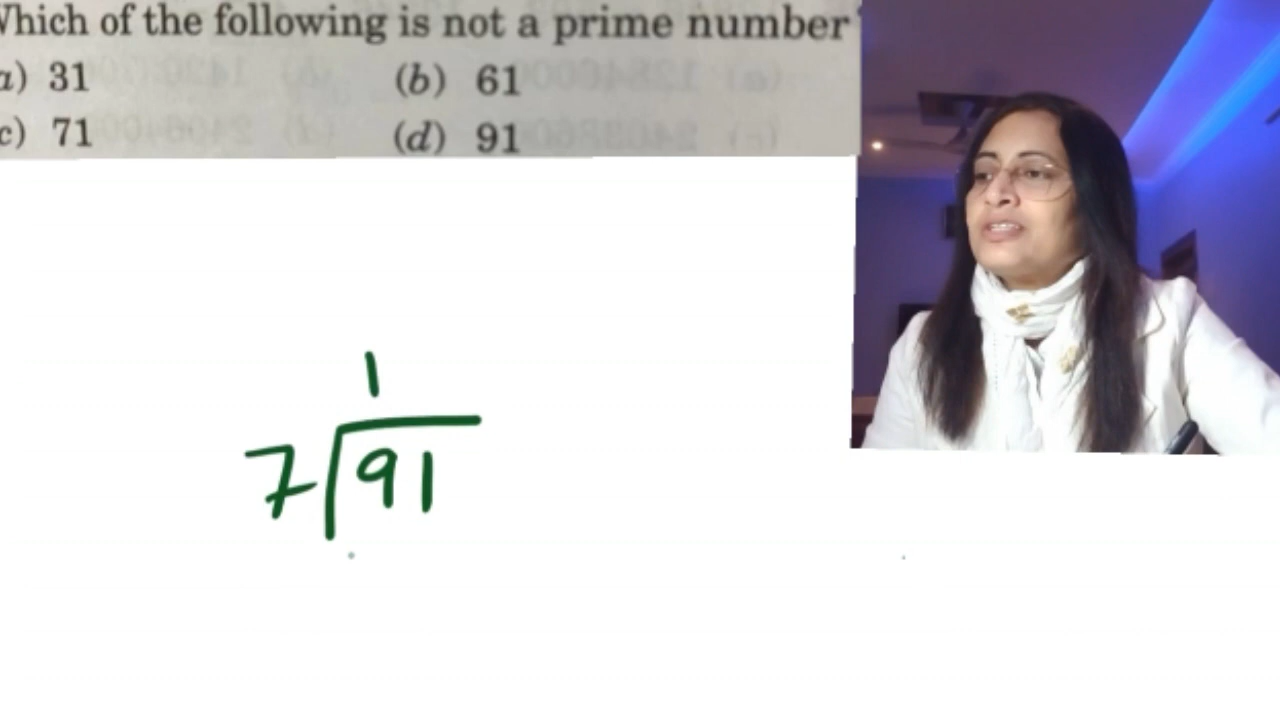 Which of the following is not a prime number
a) 31 (b) 61
c) 71 (d) 91
1
7 91